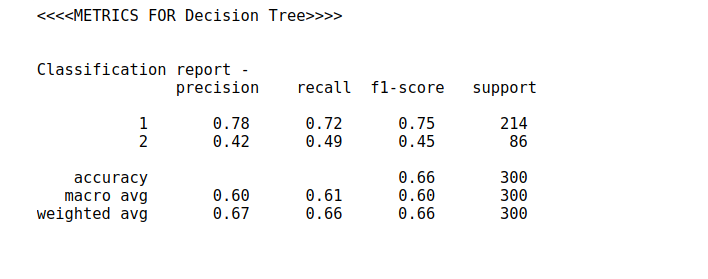 <<<<METRICS FOR Decision Tree>>>>
Classification report -
precision recall f1-score support
1 0.78 0.72 0.75 214
2 0.42 0.49 0.45 86
accuracy 0.66 300
macro avg 0.60 0.61 0.60 300
weighted avg 0.67 0.66 0.66 300